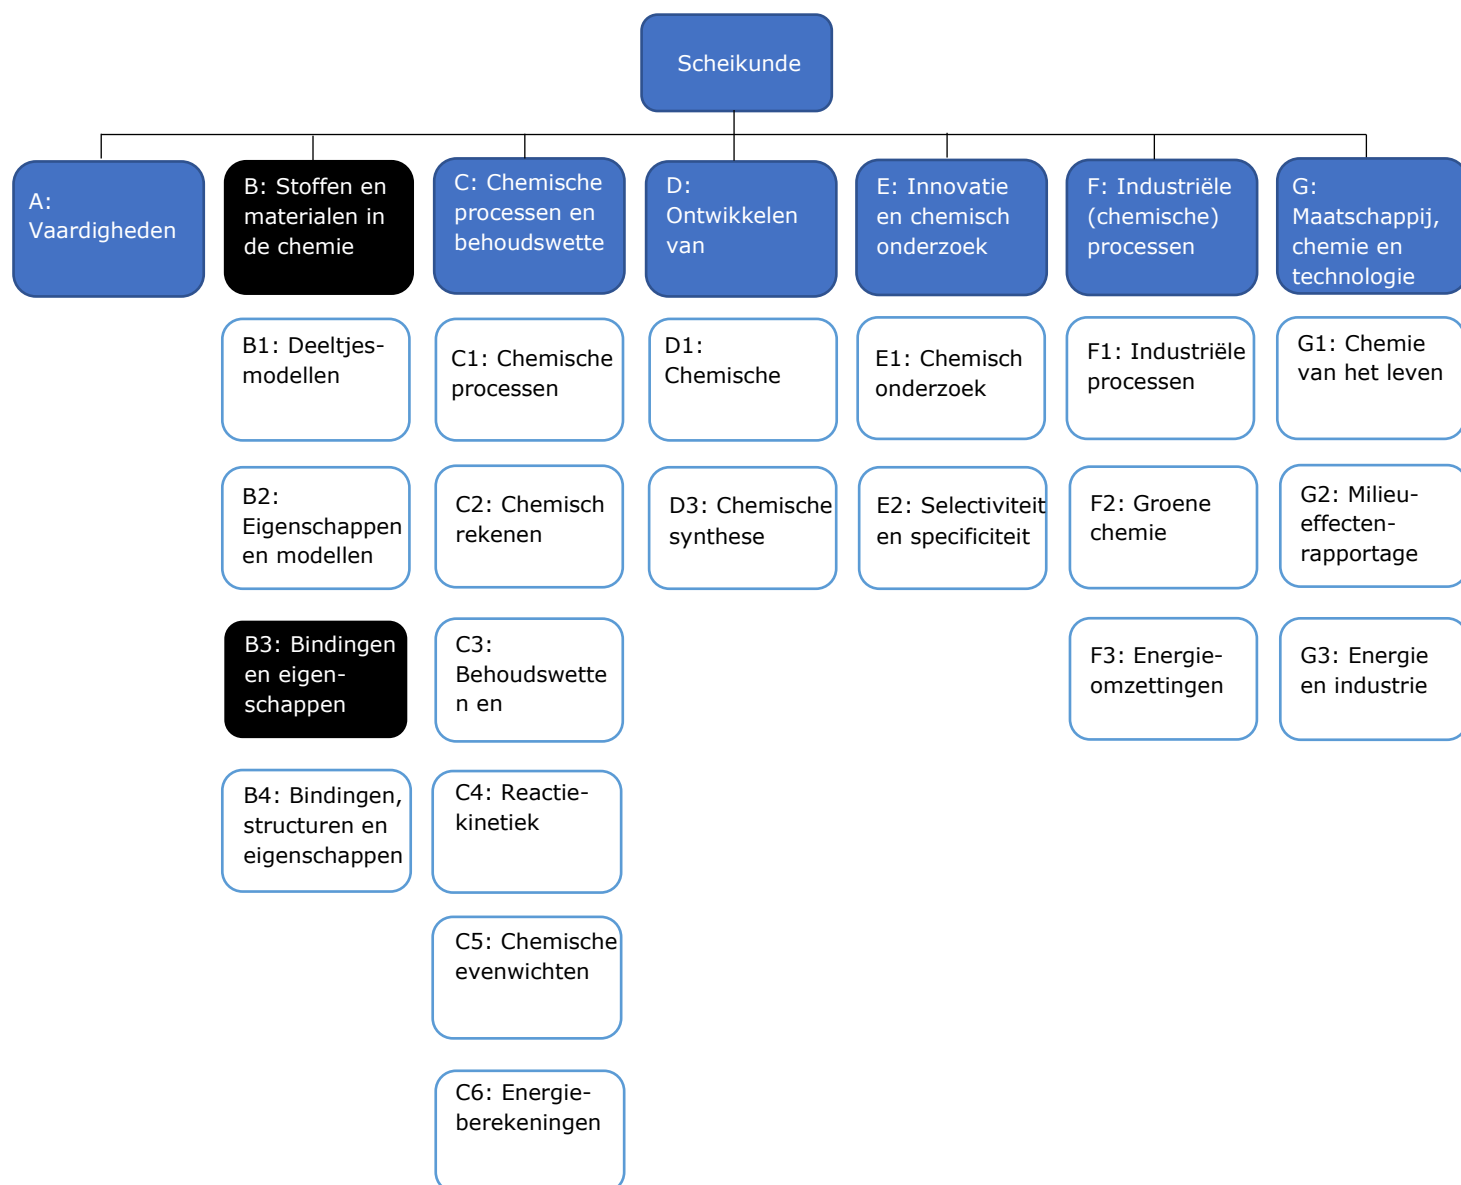 Scheikunde
A:
Vaardigheden
B: Stoffen en
materialen in
de chemie
C: Chemische
processen en
behoudswette
D:
Ontwikkelen
van
E: Innovatie
en chemisch
onderzoek
F: Industriële
(chemische)
processen
G:
Maatschappij,
chemie en
technologie
B1: Deeltjes-
modellen
C1: Chemische
processen
D1:
Chemische
E1: Chemisch
onderzoek
F1: Industriële
processen
G1: Chemie
van het leven
B2:
Eigenschappen
en modellen
C2: Chemisch
rekenen
D3: Chemische
synthese
E2: Selectiviteit
en specificiteit
F2: Groene
chemie
G2: Milieu-
effecten-
rapportage
B3: Bindingen
en eigen-
schappen
C3:
Behoudswette
n en
F3: Energie-
omzettingen
G3: Energie
en industrie
B4: Bindingen,
structuren en
eigenschappen
C4: Reactie-
kinetiek
C5: Chemische
evenwichten
C6: Energie-
berekeningen